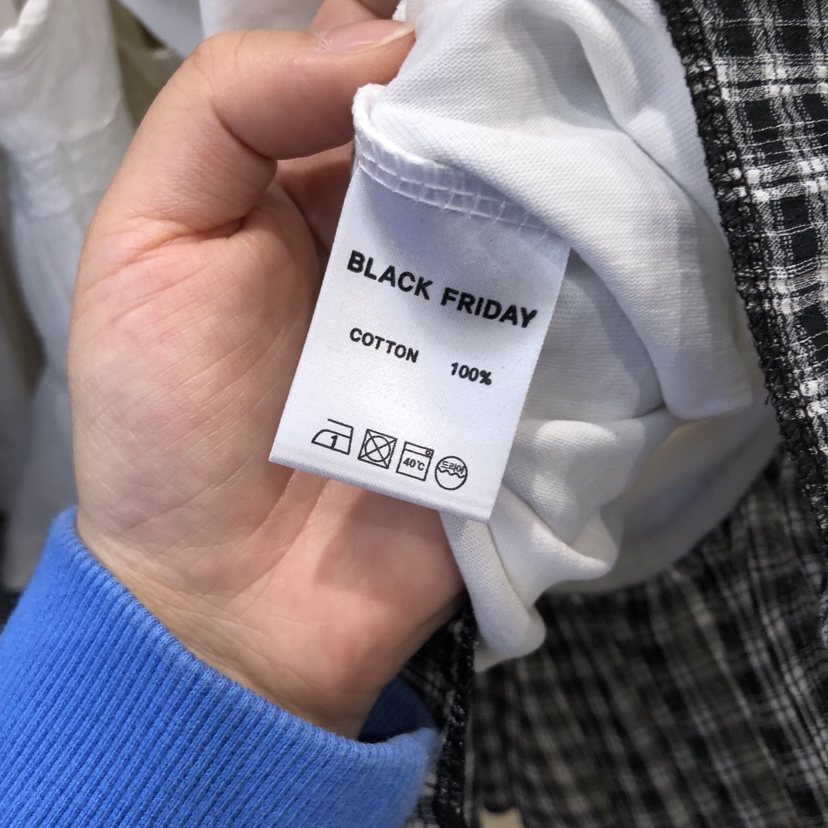 BLACK FRIDAY
COTTON 100%
1 40℃ 드라이